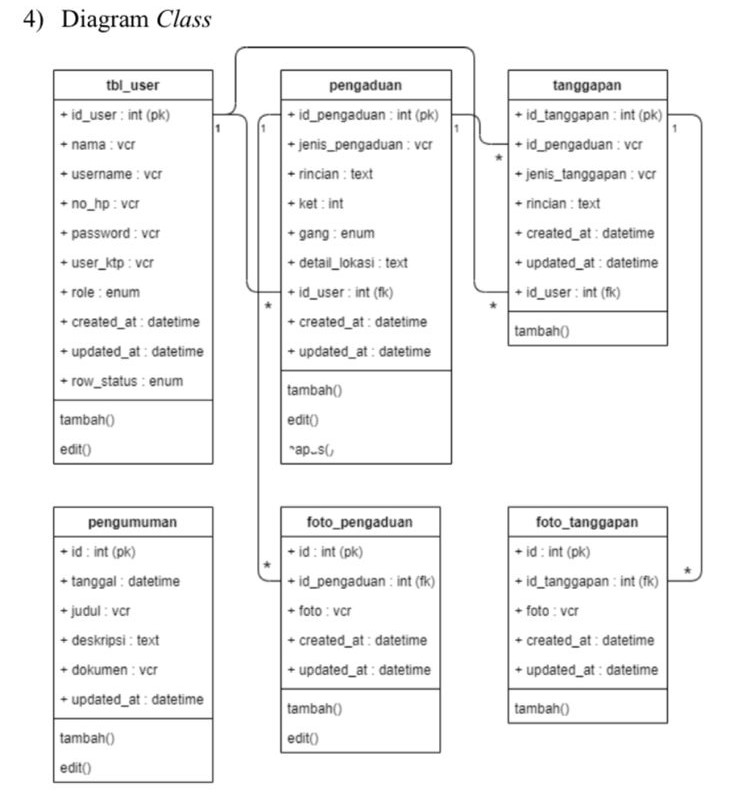 4) Diagram Class
tbl_user
+ id_user : int (pk)
+ nama : vcr
+ username : vcr
+ no_hp : vcr
+ password : vcr
+ user_ktp : vcr
+ role : enum
+ created_at : datetime
+ updated_at : datetime
+ row_status : enum
tambah()
edit()
1
pengaduan
+ id_pengaduan : int (pk)
+ jenis_pengaduan : vcr
+ rincian : text
+ ket : int
+ gang : enum
+ detail_lokasi : text
+ id_user : int (fk)
+ created_at : datetime
+ updated_at : datetime
tambah()
edit()
1
1
*
tanggapan
+ id_tanggapan : int (pk)
+ id_pengaduan : vcr
+ jenis_tanggapan : vcr
+ rincian : text
+ created_at : datetime
+ updated_at : datetime
+ id_user : int (fk)
tambah()
1
*
*
pengumuman
+ id : int (pk)
+ tanggal : datetime
+ judul : vcr
+ deskripsi : text
+ dokumen : vcr
+ updated_at : datetime
tambah()
edit()
foto_pengaduan
+ id : int (pk)
+ id_pengaduan : int (fk)
+ foto : vcr
+ created_at : datetime
+ updated_at : datetime
tambah()
edit()
*
foto_tanggapan
+ id : int (pk)
+ id_tanggapan : int (fk)
+ foto : vcr
+ created_at : datetime
+ updated_at : datetime
tambah()
*